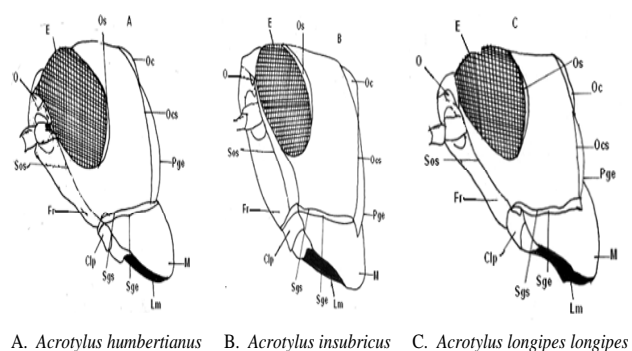 E Os A
O Oc
Ocs
Sos Pge
Fr
Clp M
Sgs Sge
Lm
E Os B
O Oc
Sos Ocs
Fr Pge
Clp
Sgs Sge Lm M
E C
O Os Oc
Ocs
Sos Pge
Fr
Clp M
Sgs Sge
Lm
A. Acrotylus humbertianus B. Acrotylus insubricus C. Acrotylus longipes longipes